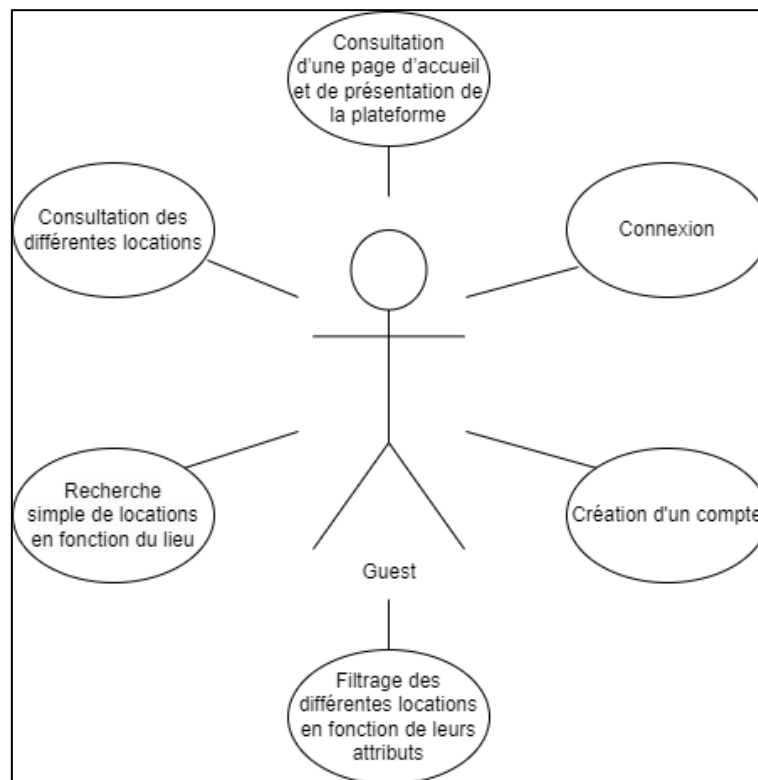 Consultation
d'une page d'accueil
et de présentation de
la plateforme
Consultation des
différentes locations
Connexion
Recherche
simple de locations
en fonction du lieu
Création d'un compte
Guest
Filtrage des
différentes locations
en fonction de leurs
attributs